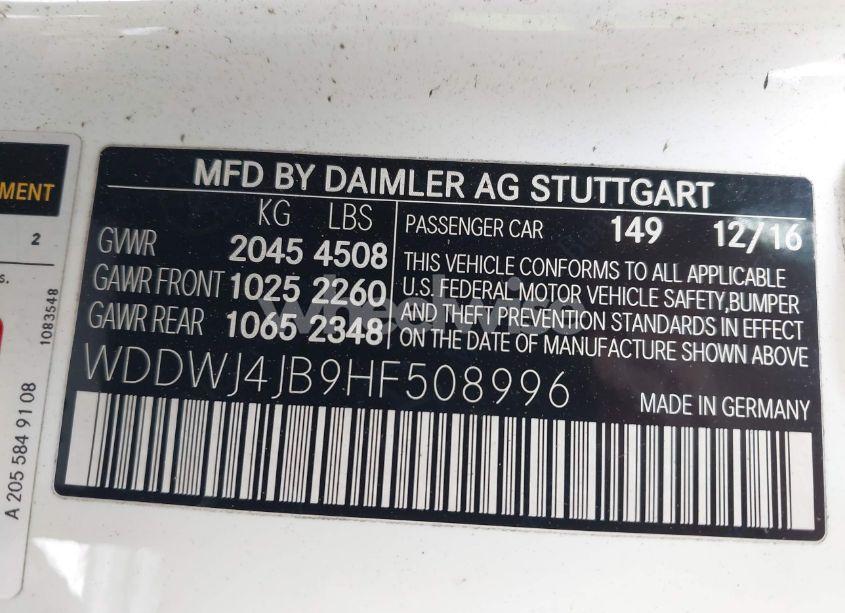 MFD BY DAIMLER AG STUTTGART
KG LBS
GVWR 2045 4508
GAWR FRONT 1025 2260
GAWR REAR 1065 2348
PASSENGER CAR 149 12/16
THIS VEHICLE CONFORMS TO ALL APPLICABLE
U.S. FEDERAL MOTOR VEHICLE SAFETY,BUMPER
AND THEFT PREVENTION STANDARDS IN EFFECT
ON THE DATE OF MANUFACTURE SHOWN ABOVE
WDDWJ4JB9HF508996
MADE IN GERMANY
MENT
2
s.
1083548
A 205 584 91 08
wheelwise